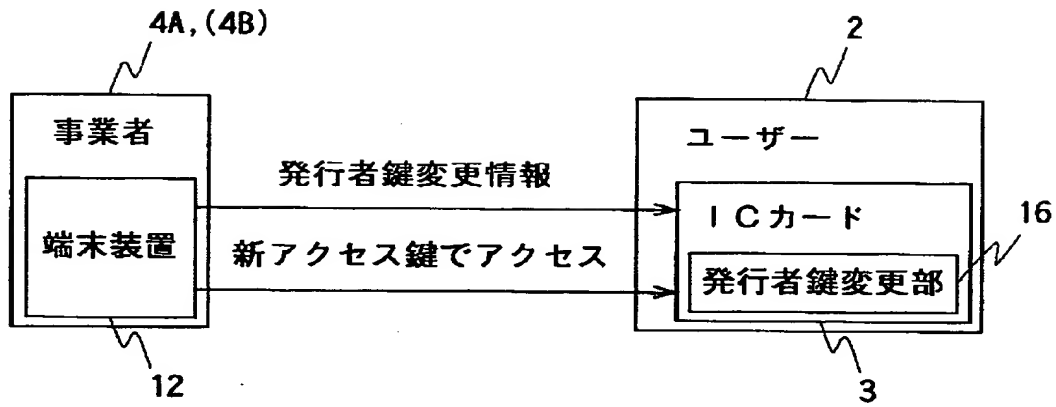 4A,(4B)
2
事業者
ユーザー
発行者鍵変更情報
ICカード
16
端末装置
新アクセス鍵でアクセス
発行者鍵変更部
12
3